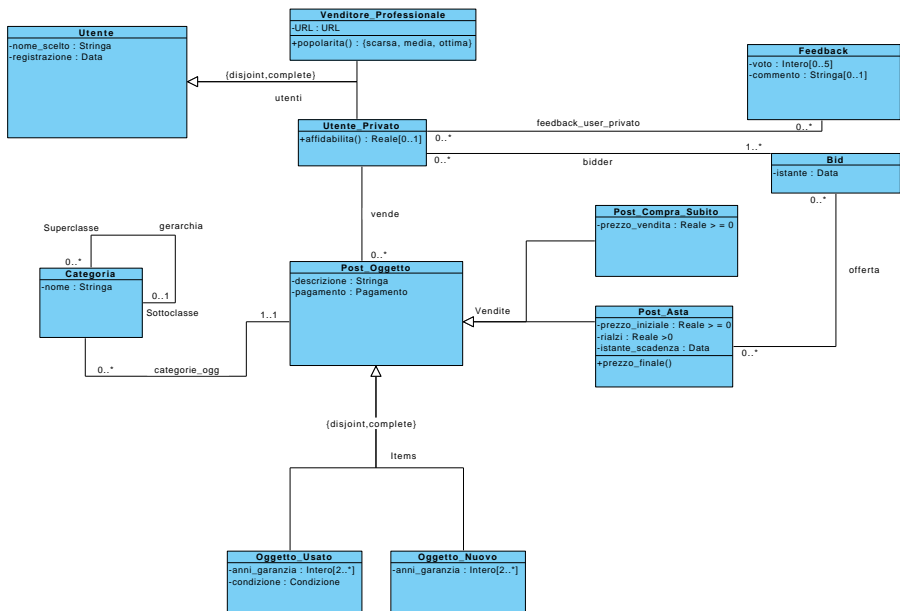 Venditore_Professionale
-URL : URL
+popolarita() : {scarsa, media, ottima}
Utente
-nome_scelto : Stringa
-registrazione : Data
{disjoint,complete}
utenti
Feedback
-voto : Intero[0..5]
-commento : Stringa[0..1]
Utente_Privato
+affidabilita() : Reale[0..1]
0..*
feedback_user_privato
0..*
0..*
bidder
1..*
Bid
-istante : Data
0..*
vende
0..*
Post_Compra_Subito
-prezzo_vendita : Reale > = 0
offerta
Superclasse
gerarchia
0..*
Categoria
-nome : Stringa
0..1
Sottoclasse
Post_Oggetto
-descrizione : Stringa
-pagamento : Pagamento
1..1
Vendite
Post_Asta
-prezzo_iniziale : Reale > = 0
-rialzi : Reale >0
-istante_scadenza : Data
+prezzo_finale()
0..*
0..*
categorie_ogg
{disjoint,complete}
Items
Oggetto_Usato
-anni_garanzia : Intero[2..*]
-condizione : Condizione
Oggetto_Nuovo
-anni_garanzia : Intero[2..*]